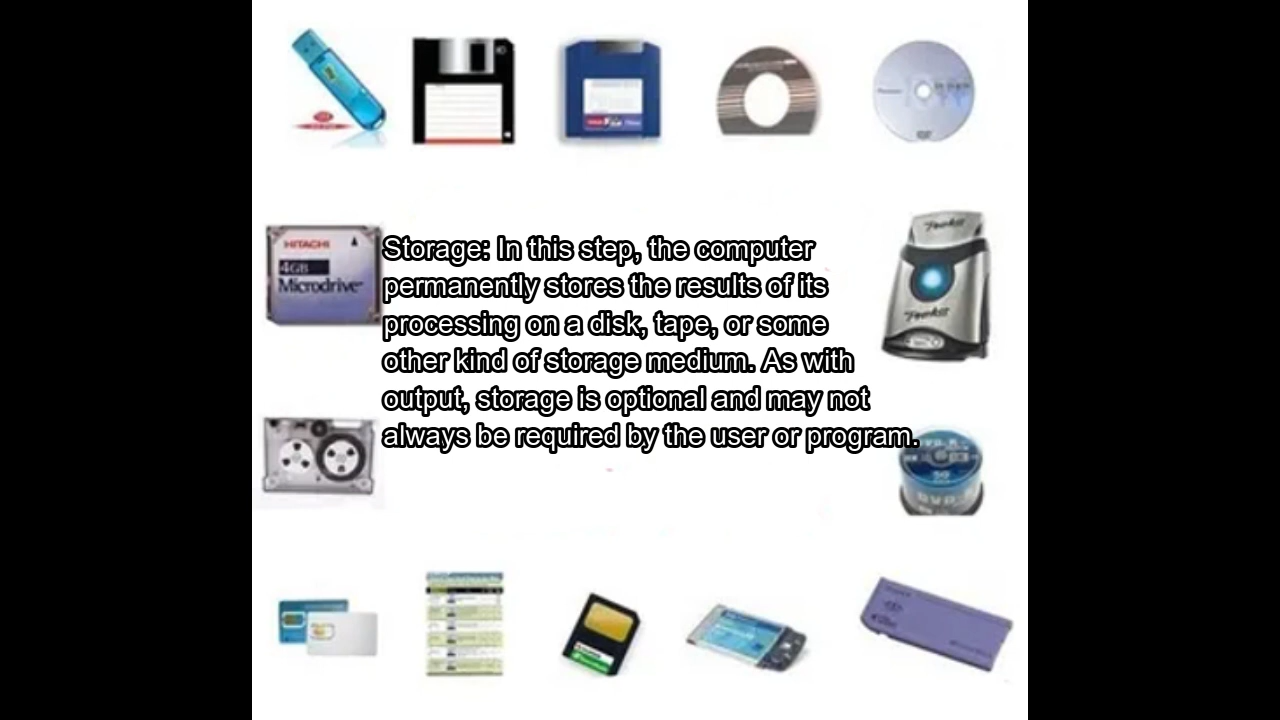 HITACHI
4GB
Microdrive
Storage: In this step, the computer
permanently stores the results of its
processing on a disk, tape, or some
other kind of storage medium. As with
output, storage is optional and may not
always be required by the user or program.